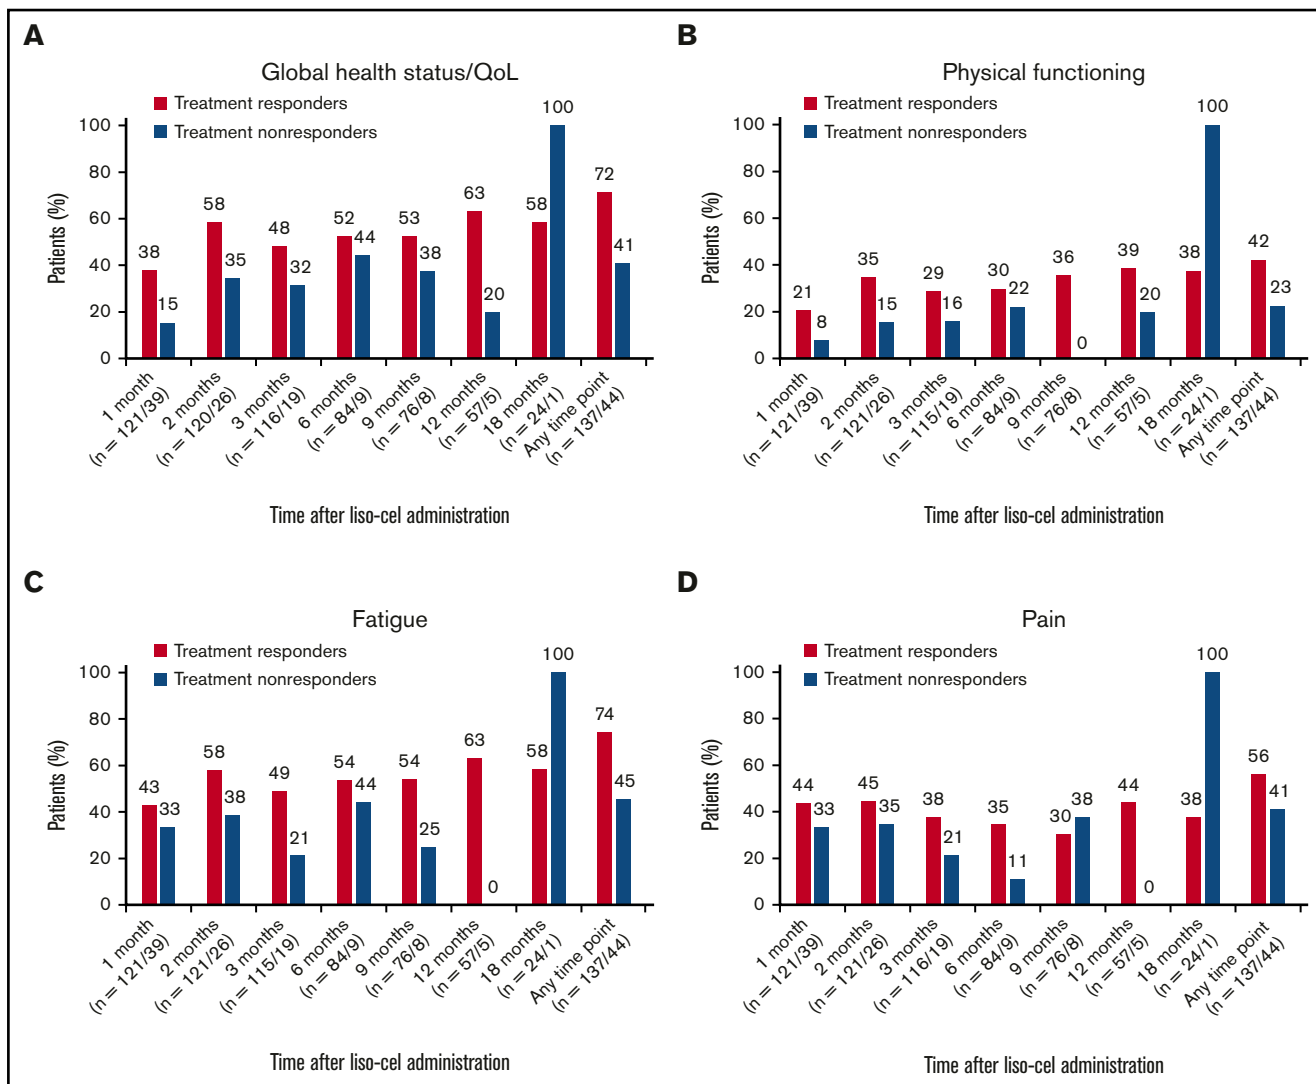 A
Global health status/QoL
Treatment responders
Treatment nonresponders
Patients (%)
100
80
60
40
20
0
38
15
58
35
48
32
52
44
53
38
63
20
58
100
72
41
1 month
(n = 121/39)
2 months
(n = 120/26)
3 months
(n = 116/19)
6 months
(n = 84/9)
9 months
(n = 76/8)
12 months
(n = 57/5)
18 months
(n = 24/1)
Any time point
(n = 137/44)
Time after liso-cel administration
B
Physical functioning
Treatment responders
Treatment nonresponders
Patients (%)
100
80
60
40
20
0
21
8
35
15
29
16
30
22
36
0
39
20
38
100
42
23
1 month
(n = 121/39)
2 months
(n = 121/26)
3 months
(n = 115/19)
6 months
(n = 84/9)
9 months
(n = 76/8)
12 months
(n = 57/5)
18 months
(n = 24/1)
Any time point
(n = 137/44)
Time after liso-cel administration
C
Fatigue
Treatment responders
Treatment nonresponders
Patients (%)
100
80
60
40
20
0
43
33
58
38
49
21
54
44
54
25
63
0
58
100
74
45
1 month
(n = 121/39)
2 months
(n = 121/26)
3 months
(n = 115/19)
6 months
(n = 84/9)
9 months
(n = 76/8)
12 months
(n = 57/5)
18 months
(n = 24/1)
Any time point
(n = 137/44)
Time after liso-cel administration
D
Pain
Treatment responders
Treatment nonresponders
Patients (%)
100
80
60
40
20
0
44
33
45
35
38
21
35
11
30
38
44
0
38
100
56
41
1 month
(n = 121/39)
2 months
(n = 121/26)
3 months
(n = 116/19)
6 months
(n = 84/9)
9 months
(n = 76/8)
12 months
(n = 57/5)
18 months
(n = 24/1)
Any time point
(n = 137/44)
Time after liso-cel administration